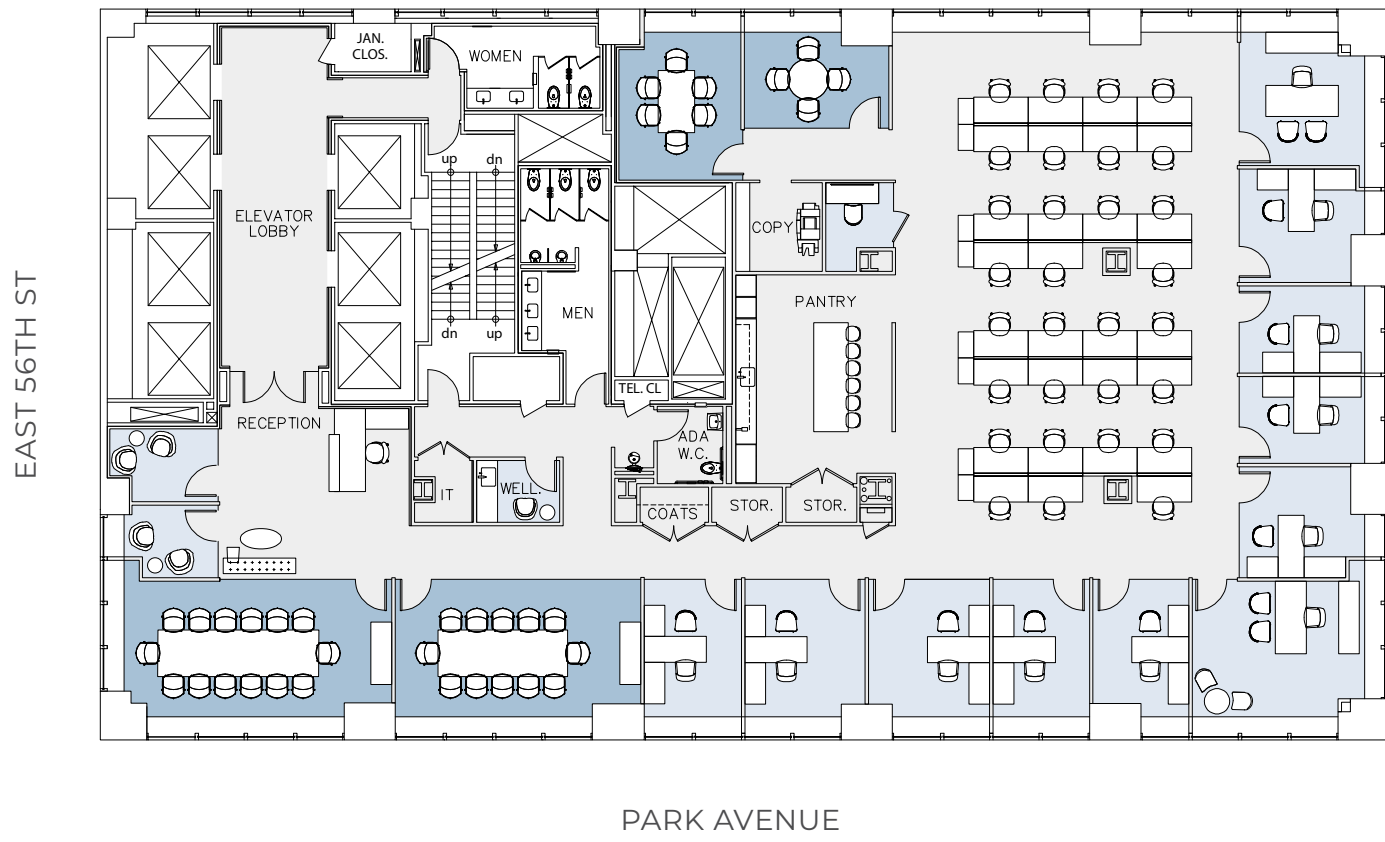 JAN.
CLOS.
WOMEN
up
dn
ELEVATOR
LOBBY
COPY
PANTRY
MEN
dn
up
TEL. CL
RECEPTION
ADA
W.C.
IT
WELL.
COATS
STOR.
STOR.
EAST 56TH ST
PARK AVENUE